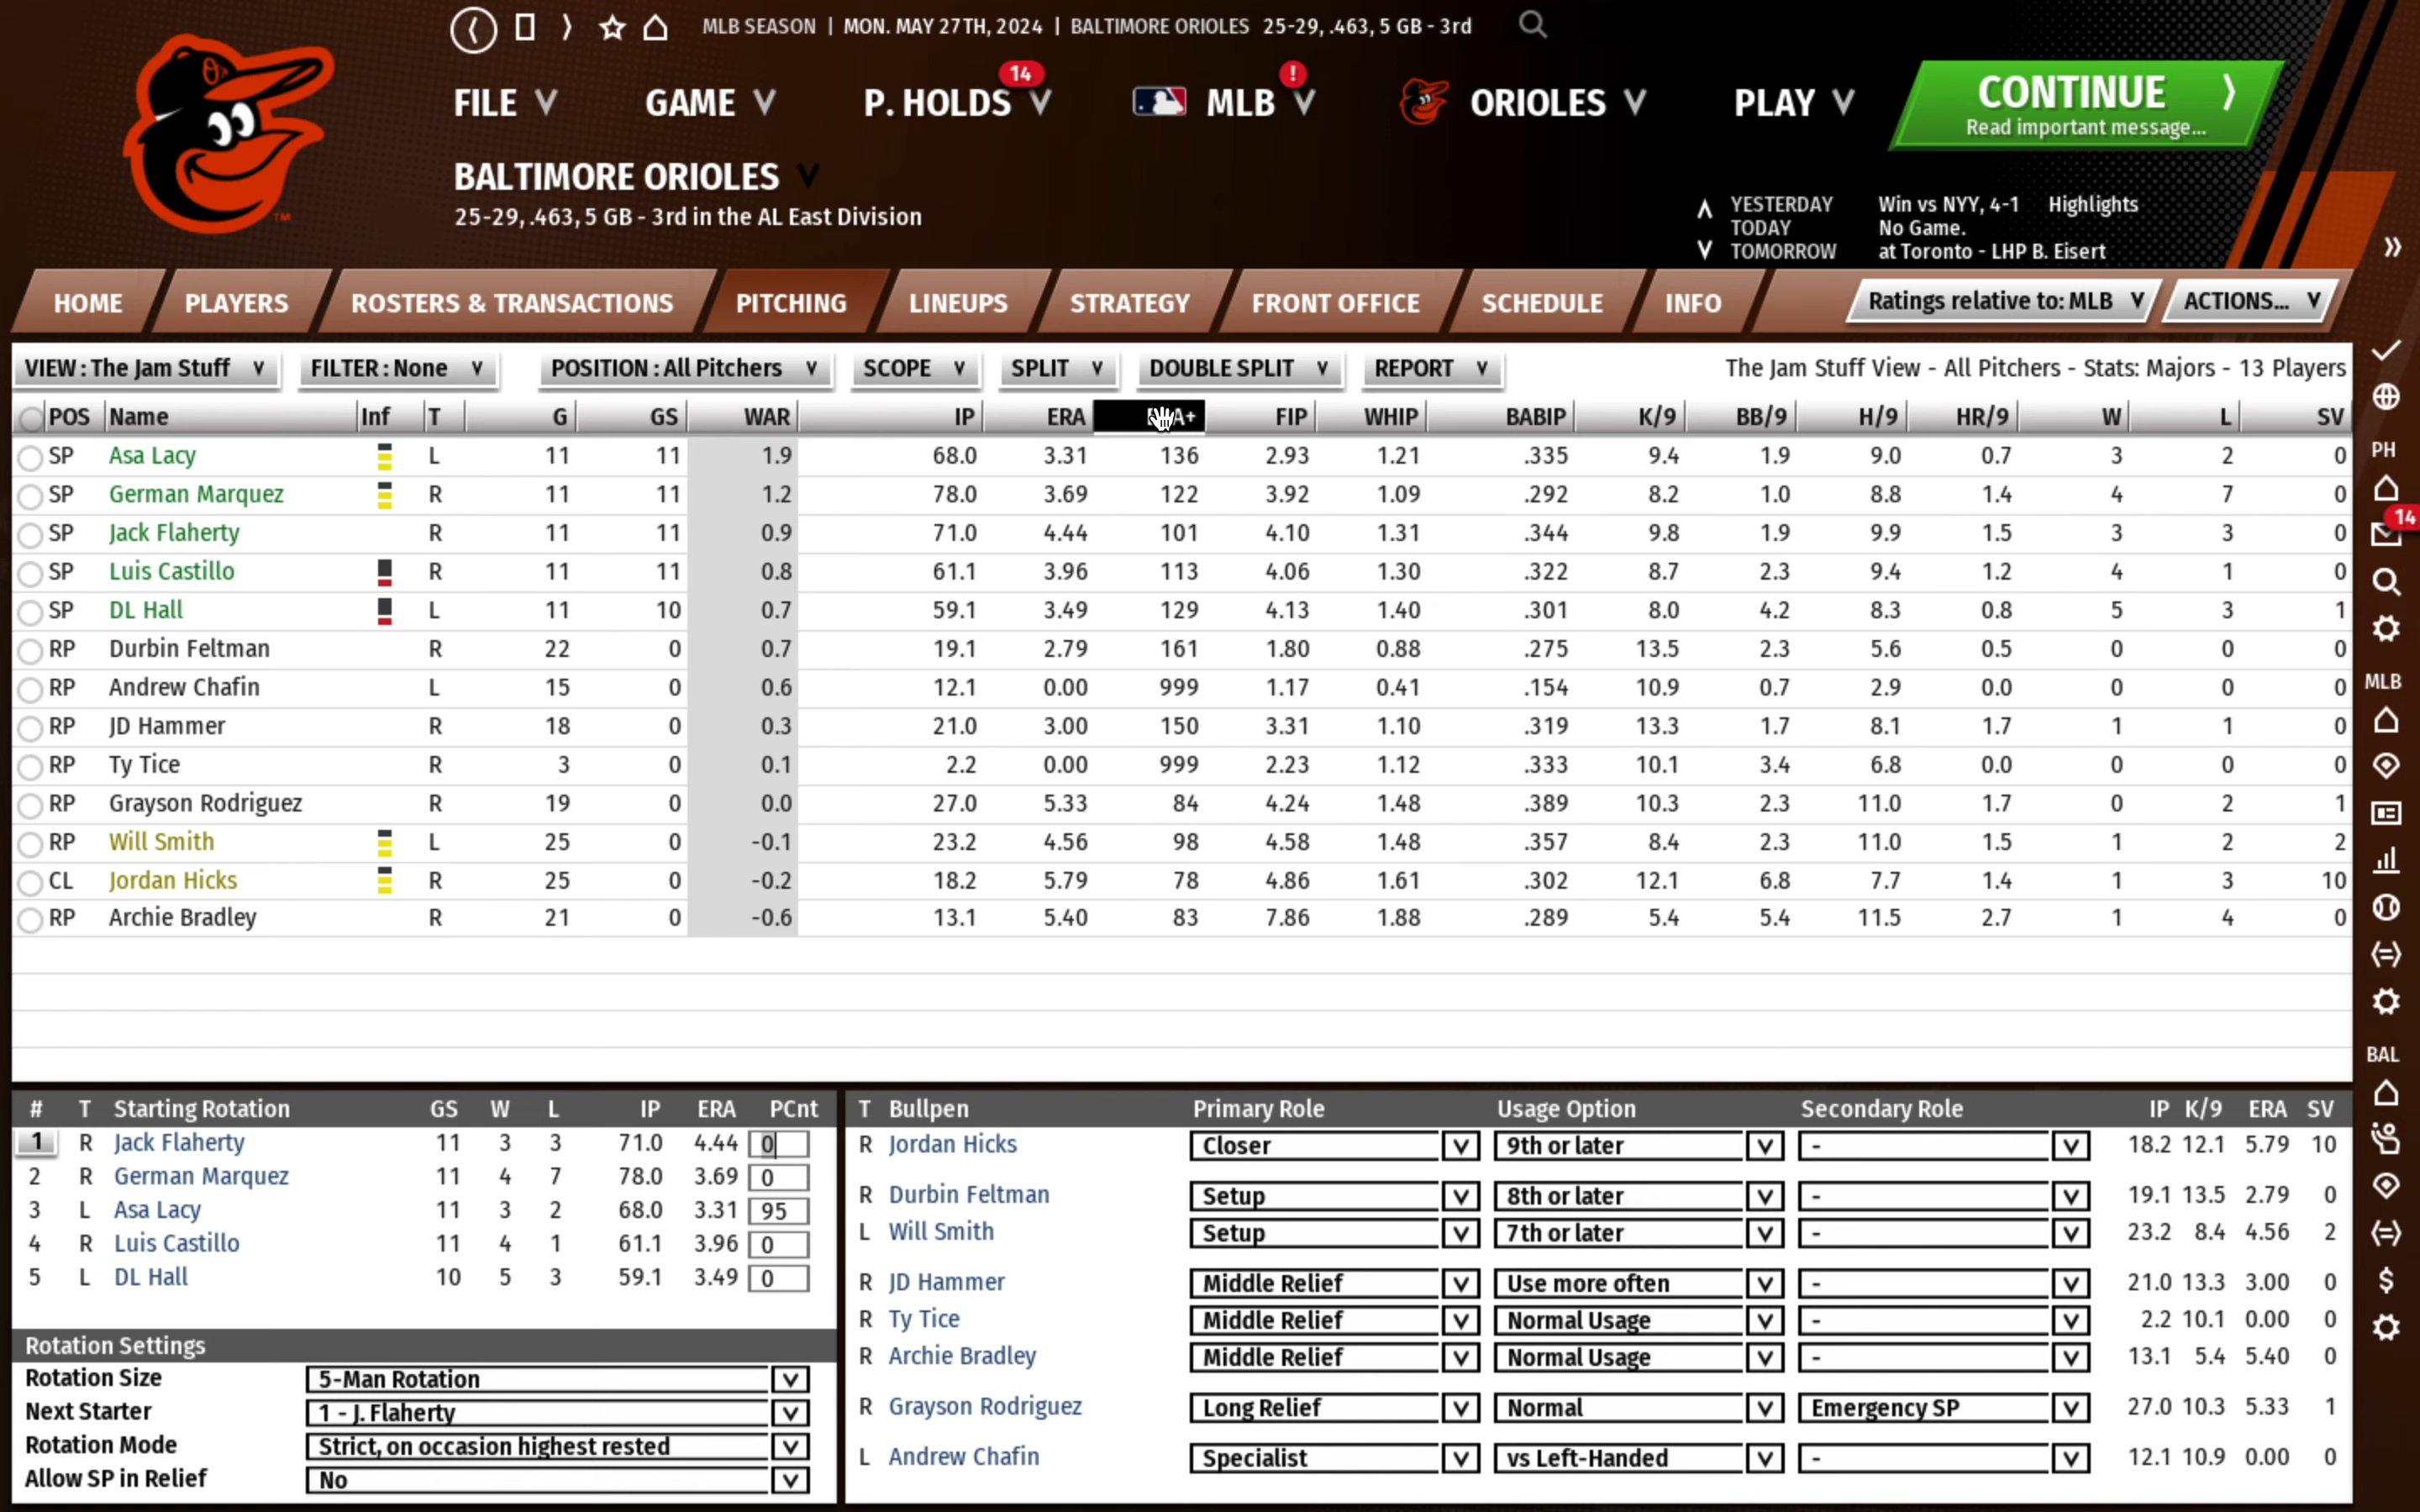 MLB SEASON | MON. MAY 27TH, 2024 | BALTIMORE ORIOLES 25-29, .463, 5 GB - 3rd
FILE GAME P. HOLDS 14 MLB ! ORIOLES PLAY CONTINUE
Read important message...
BALTIMORE ORIOLES
25-29, .463, 5 GB - 3rd in the AL East Division
YESTERDAY Win vs NYY, 4-1 Highlights
TODAY No Game.
TOMORROW at Toronto - LHP B. Eisert
HOME PLAYERS ROSTERS & TRANSACTIONS PITCHING LINEUPS STRATEGY FRONT OFFICE SCHEDULE INFO Ratings relative to: MLB ACTIONS...
VIEW : The Jam Stuff FILTER : None POSITION : All Pitchers SCOPE SPLIT DOUBLE SPLIT REPORT The Jam Stuff View - All Pitchers - Stats: Majors - 13 Players
POS Name Inf T G GS WAR IP ERA FIP WHIP BABIP K/9 BB/9 H/9 HR/9 W L SV
SP Asa Lacy L 11 11 1.9 68.0 3.31 136 2.93 1.21 .335 9.4 1.9 9.0 0.7 3 2 0
SP German Marquez R 11 11 1.2 78.0 3.69 122 3.92 1.09 .292 8.2 1.0 8.8 1.4 4 7 0
SP Jack Flaherty R 11 11 0.9 71.0 4.44 101 4.10 1.31 .344 9.8 1.9 9.9 1.5 3 3 0
SP Luis Castillo R 11 11 0.8 61.1 3.96 113 4.06 1.30 .322 8.7 2.3 9.4 1.2 4 1 0
SP DL Hall L 11 10 0.7 59.1 3.49 129 4.13 1.40 .301 8.0 4.2 8.3 0.8 5 3 1
RP Durbin Feltman R 22 0 0.7 19.1 2.79 161 1.80 0.88 .275 13.5 2.3 5.6 0.5 0 0 0
RP Andrew Chafin L 15 0 0.6 12.1 0.00 999 1.17 0.41 .154 10.9 0.7 2.9 0.0 0 0 0
RP JD Hammer R 18 0 0.3 21.0 3.00 150 3.31 1.10 .319 13.3 1.7 8.1 1.7 1 1 0
RP Ty Tice R 3 0 0.1 2.2 0.00 999 2.23 1.12 .333 10.1 3.4 6.8 0.0 0 0 0
RP Grayson Rodriguez R 19 0 0.0 27.0 5.33 84 4.24 1.48 .389 10.3 2.3 11.0 1.7 0 2 1
RP Will Smith L 25 0 -0.1 23.2 4.56 98 4.58 1.48 .357 8.4 2.3 11.0 1.5 1 2 2
CL Jordan Hicks R 25 0 -0.2 18.2 5.79 78 4.86 1.61 .302 12.1 6.8 7.7 1.4 1 3 10
RP Archie Bradley R 21 0 -0.6 13.1 5.40 83 7.86 1.88 .289 5.4 5.4 11.5 2.7 1 4 0
# T Starting Rotation GS W L IP ERA PCnt
1 R Jack Flaherty 11 3 3 71.0 4.44 0
2 R German Marquez 11 4 7 78.0 3.69 0
3 L Asa Lacy 11 3 2 68.0 3.31 95
4 R Luis Castillo 11 4 1 61.1 3.96 0
5 L DL Hall 10 5 3 59.1 3.49 0
Rotation Settings
Rotation Size 5-Man Rotation
Next Starter 1 - J. Flaherty
Rotation Mode Strict, on occasion highest rested
Allow SP in Relief No
T Bullpen Primary Role Usage Option Secondary Role IP K/9 ERA SV
R Jordan Hicks Closer 9th or later - 18.2 12.1 5.79 10
R Durbin Feltman Setup 8th or later - 19.1 13.5 2.79 0
L Will Smith Setup 7th or later - 23.2 8.4 4.56 2
R JD Hammer Middle Relief Use more often - 21.0 13.3 3.00 0
R Ty Tice Middle Relief Normal Usage - 2.2 10.1 0.00 0
R Archie Bradley Middle Relief Normal Usage - 13.1 5.4 5.40 0
R Grayson Rodriguez Long Relief Normal Emergency SP 27.0 10.3 5.33 1
L Andrew Chafin Specialist vs Left-Handed - 12.1 10.9 0.00 0
PH
14
MLB
BAL
$